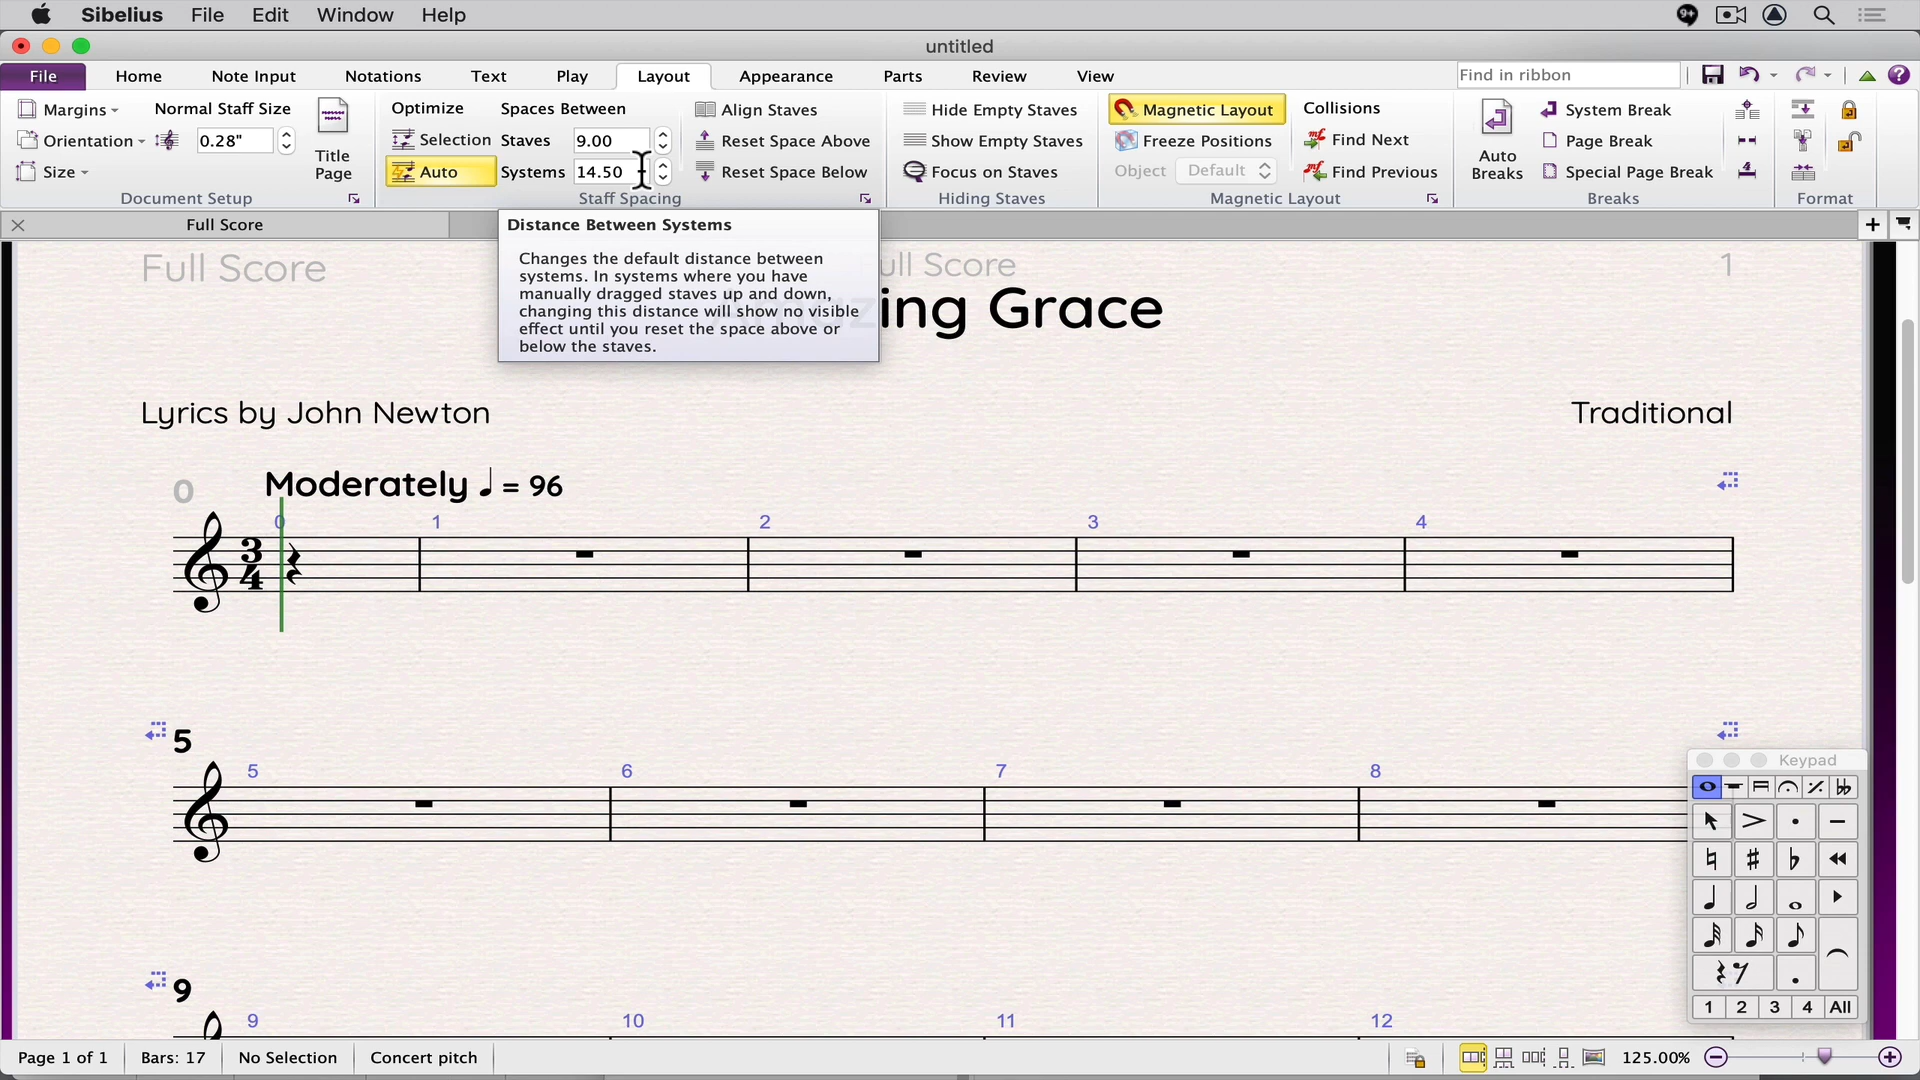 Sibelius File Edit Window Help 9+
untitled
File Home Note Input Notations Text Play Layout Appearance Parts Review View Find in ribbon ?
Margins Normal Staff Size
Orientation 0.28"
Size
Title
Page
Document Setup
Optimize Spaces Between
Selection Staves 9.00
Auto Systems 14.50
Align Staves
Reset Space Above
Reset Space Below
Staff Spacing
Hide Empty Staves
Show Empty Staves
Focus on Staves
Hiding Staves
Magnetic Layout Collisions
Freeze Positions Find Next
Object Default Find Previous
Magnetic Layout
Auto
Breaks
System Break
Page Break
Special Page Break
Breaks
Format
Full Score
Distance Between Systems
Changes the default distance between
systems. In systems where you have
manually dragged staves up and down,
changing this distance will show no visible
effect until you reset the space above or
below the staves.
Full Score ull Score 1
zing Grace
Lyrics by John Newton Traditional
0 Moderately ♩ = 96
0 1 2 3 4
3
4
5
5 6 7 8
9
9 10 11 12
Keypad
1 2 3 4 All
Page 1 of 1 Bars: 17 No Selection Concert pitch 125.00%